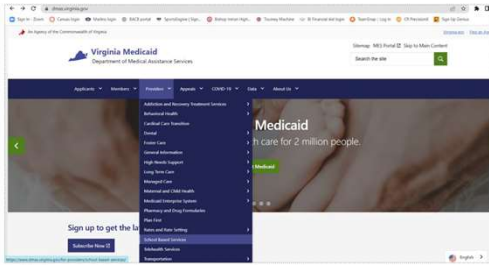 dmas.virginia.gov
An Agency of the Commonwealth of Virginia
Virginia Medicaid
Department of Medical Assistance Services
Sitemap MES Portal Skip to Main Content
Search the site
Applicants Members Providers Appeals COVID-19 Data About Us
Addiction and Recovery Treatment Services
Behavioral Health
Cardinal Care Transition
Dental
Foster Care
General Information
High Needs Support
Long Term Care
Managed Care
Maternal and Child Health
Medicaid Enterprise System
Pharmacy and Drug Formularies
Plan First
Rates and Rate Setting
School Based Services
Telehealth Services
Transportation
Medicaid
h care for 2 million people.
Medicaid
Sign up to get the la
Subscribe Now
https://www.dmas.virginia.gov/for-providers/school-based-services/
English